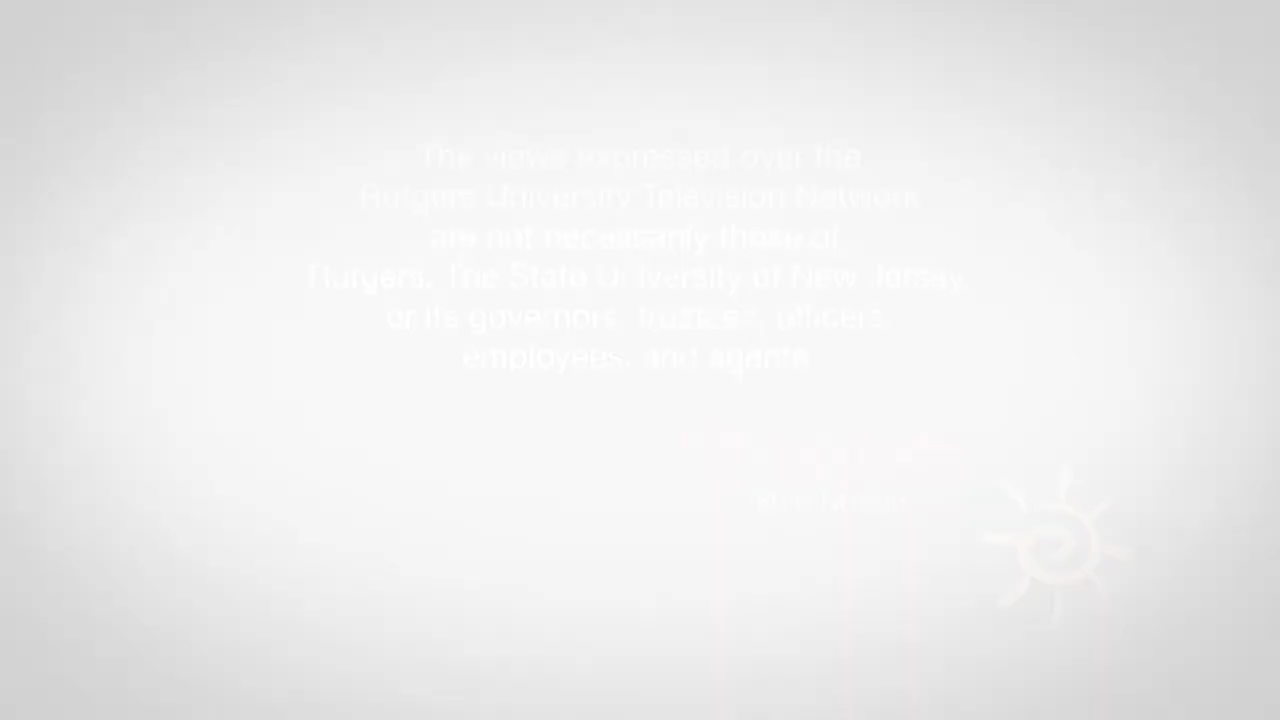 The views expressed over the
Rutgers University Television Network
are not necessarily those of
Rutgers, The State University of New Jersey
or its governors, trustees, officers,
employees, and agents